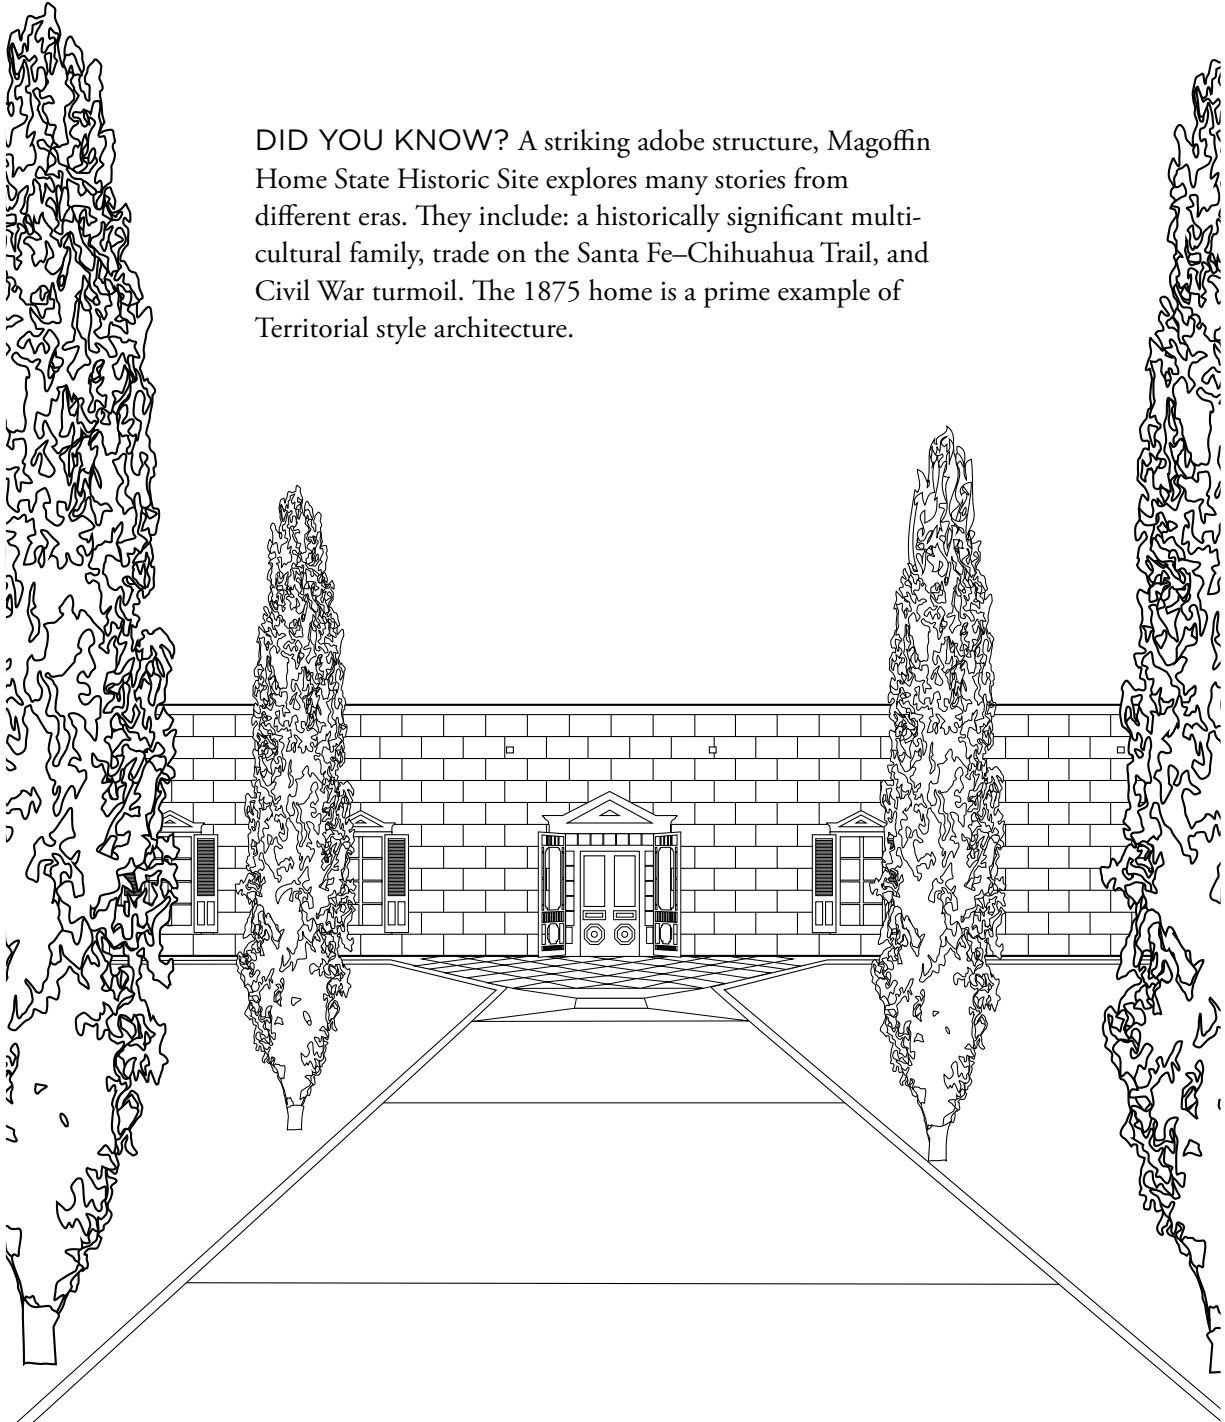 DID YOU KNOW? A striking adobe structure, Magoffin
Home State Historic Site explores many stories from
different eras. They include: a historically significant multi-
cultural family, trade on the Santa Fe–Chihuahua Trail, and
Civil War turmoil. The 1875 home is a prime example of
Territorial style architecture.